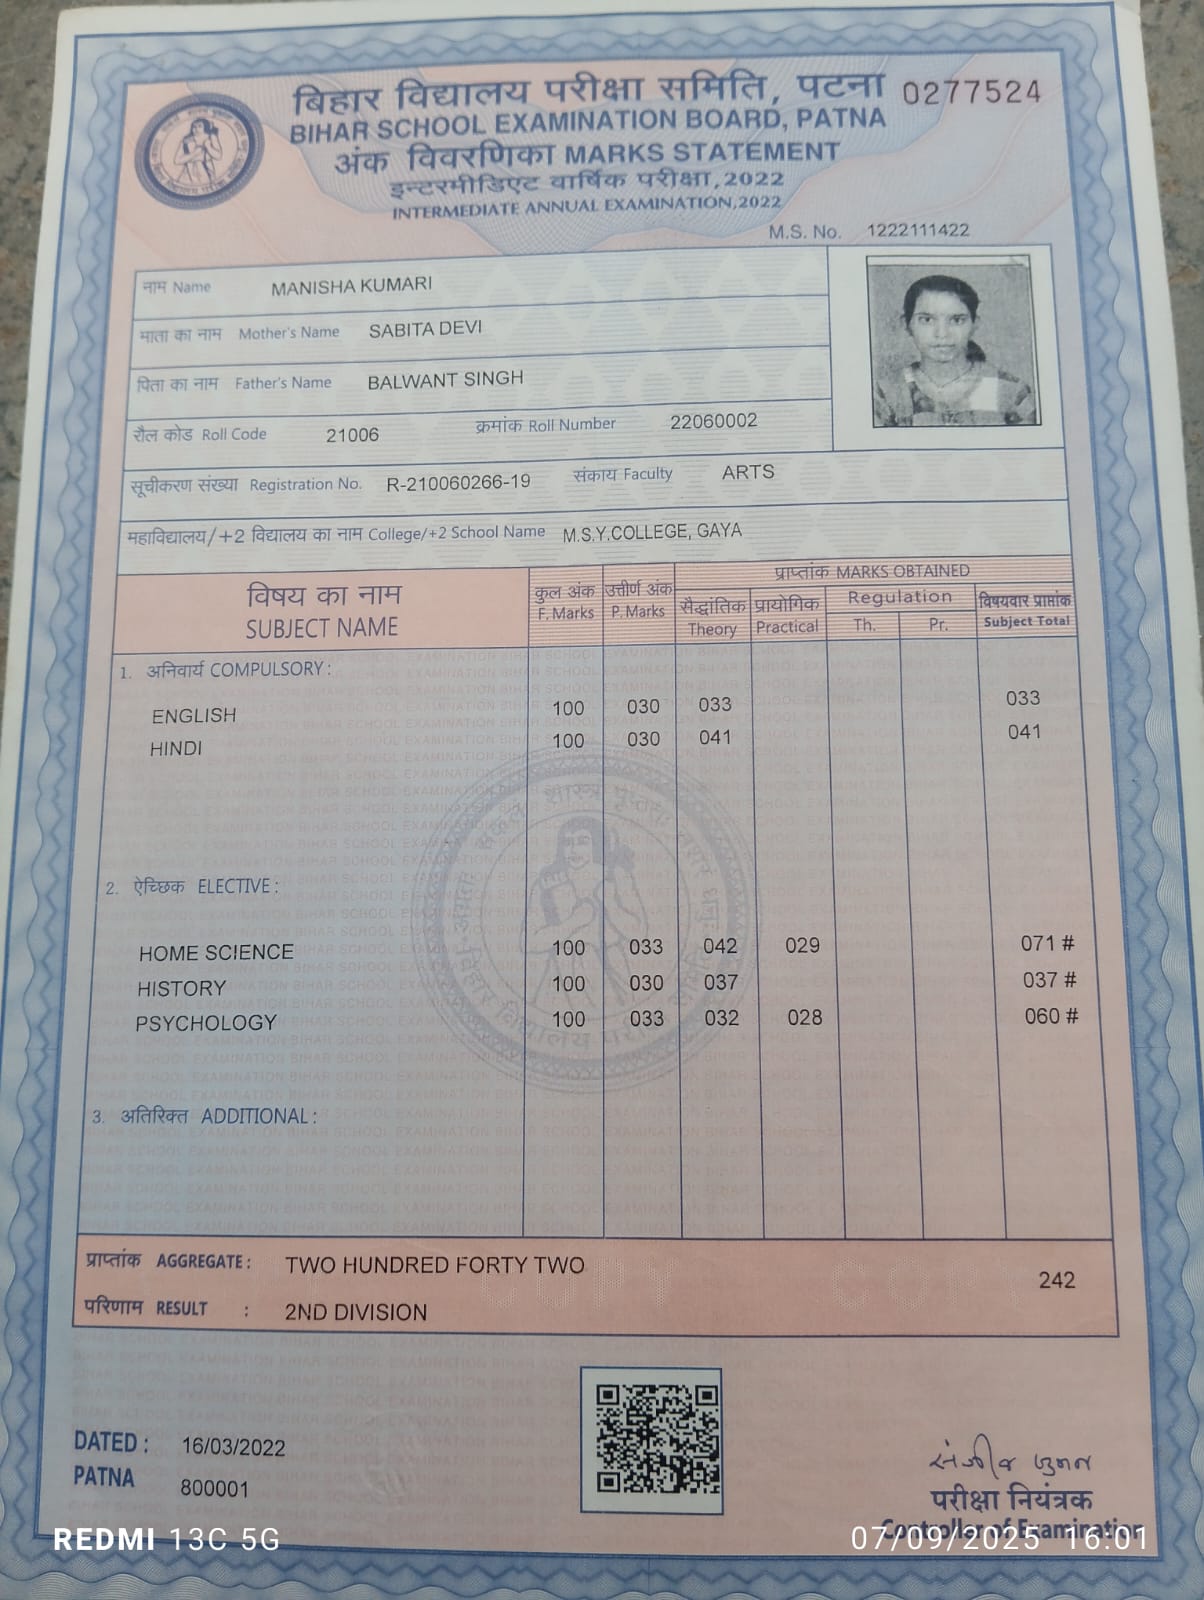 बिहार विद्यालय परीक्षा समिति, पटना 0277524
BIHAR SCHOOL EXAMINATION BOARD, PATNA
अंक विवरणिका MARKS STATEMENT
इन्टरमीडिएट वार्षिक परीक्षा, 2022
INTERMEDIATE ANNUAL EXAMINATION, 2022
M.S. No. 1222111422
नाम Name MANISHA KUMARI
माता का नाम Mother's Name SABITA DEVI
पिता का नाम Father's Name BALWANT SINGH
रौल कोड Roll Code 21006 क्रमांक Roll Number 22060002
सूचीकरण संख्या Registration No. R-210060266-19 संकाय Faculty ARTS
महाविद्यालय/+2 विद्यालय का नाम College/+2 School Name M.S.Y.COLLEGE, GAYA
विषय का नाम कुल अंक उत्तीर्ण अंक प्राप्तांक MARKS OBTAINED
SUBJECT NAME F. Marks P. Marks सैद्धांतिक प्रायोगिक Regulation विषयवार प्राप्तांक
Theory Practical Th. Pr. Subject Total
1. अनिवार्य COMPULSORY :
ENGLISH 100 030 033 033
HINDI 100 030 041 041
2. ऐच्छिक ELECTIVE :
HOME SCIENCE 100 033 042 029 071 #
HISTORY 100 030 037 037 #
PSYCHOLOGY 100 033 032 028 060 #
3. अतिरिक्त ADDITIONAL :
प्राप्तांक AGGREGATE : TWO HUNDRED FORTY TWO 242
परिणाम RESULT : 2ND DIVISION
DATED : 16/03/2022
PATNA 800001
परीक्षा नियंत्रक
Controller of Examination
REDMI 13C 5G 07/09/2025 16:01